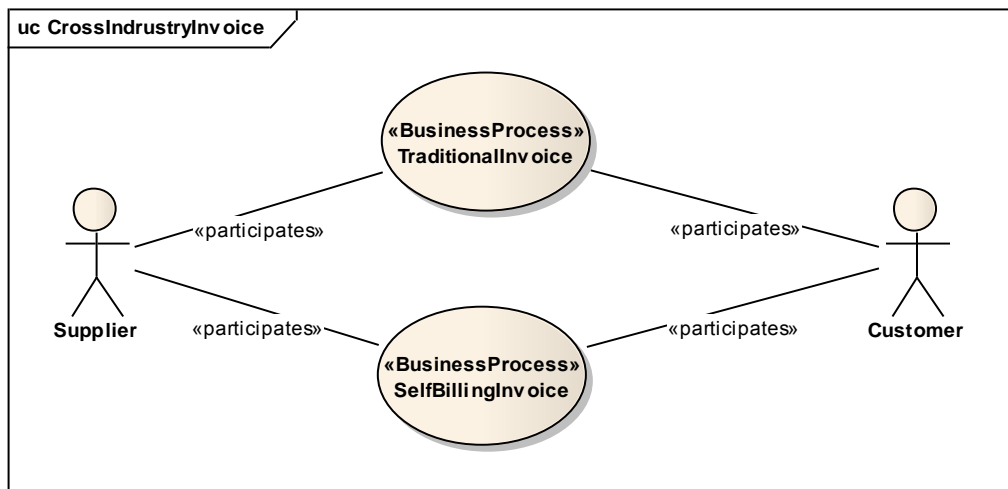 uc CrossIndrustryInvoice
«BusinessProcess»
TraditionalInvoice
«participates»
«participates»
Supplier
«participates»
«participates»
Customer
«BusinessProcess»
SelfBillingInvoice